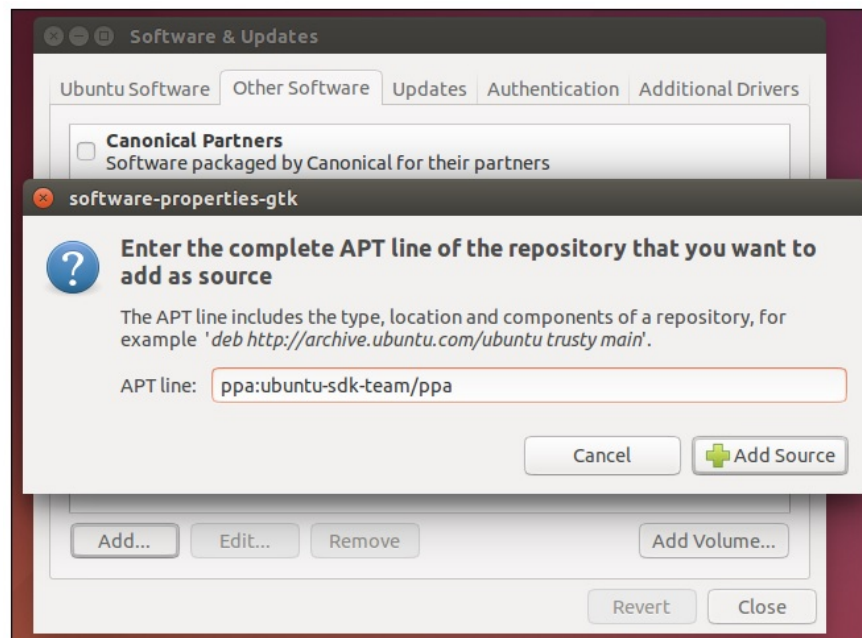 Software & Updates
Ubuntu Software Other Software Updates Authentication Additional Drivers
Canonical Partners
Software packaged by Canonical for their partners
software-properties-gtk
Enter the complete APT line of the repository that you want to
add as source
The APT line includes the type, location and components of a repository, for
example 'deb http://archive.ubuntu.com/ubuntu trusty main'.
APT line: ppa:ubuntu-sdk-team/ppa
Cancel Add Source
Add... Edit... Remove Add Volume...
Revert Close